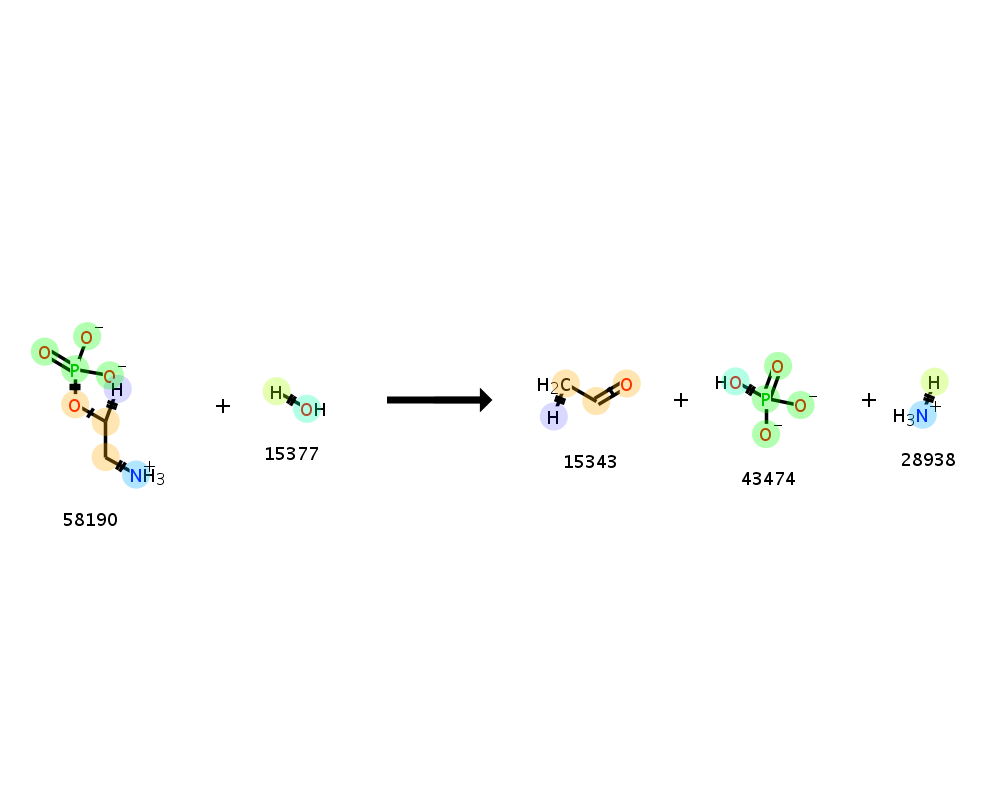 O⁻
O
P
O⁻
H
O
NH₃⁺
58190
+
H
OH
15377
H₂C
O
H
15343
+
O
HO
P
O⁻
O⁻
43474
+
H
H₃N⁺
28938